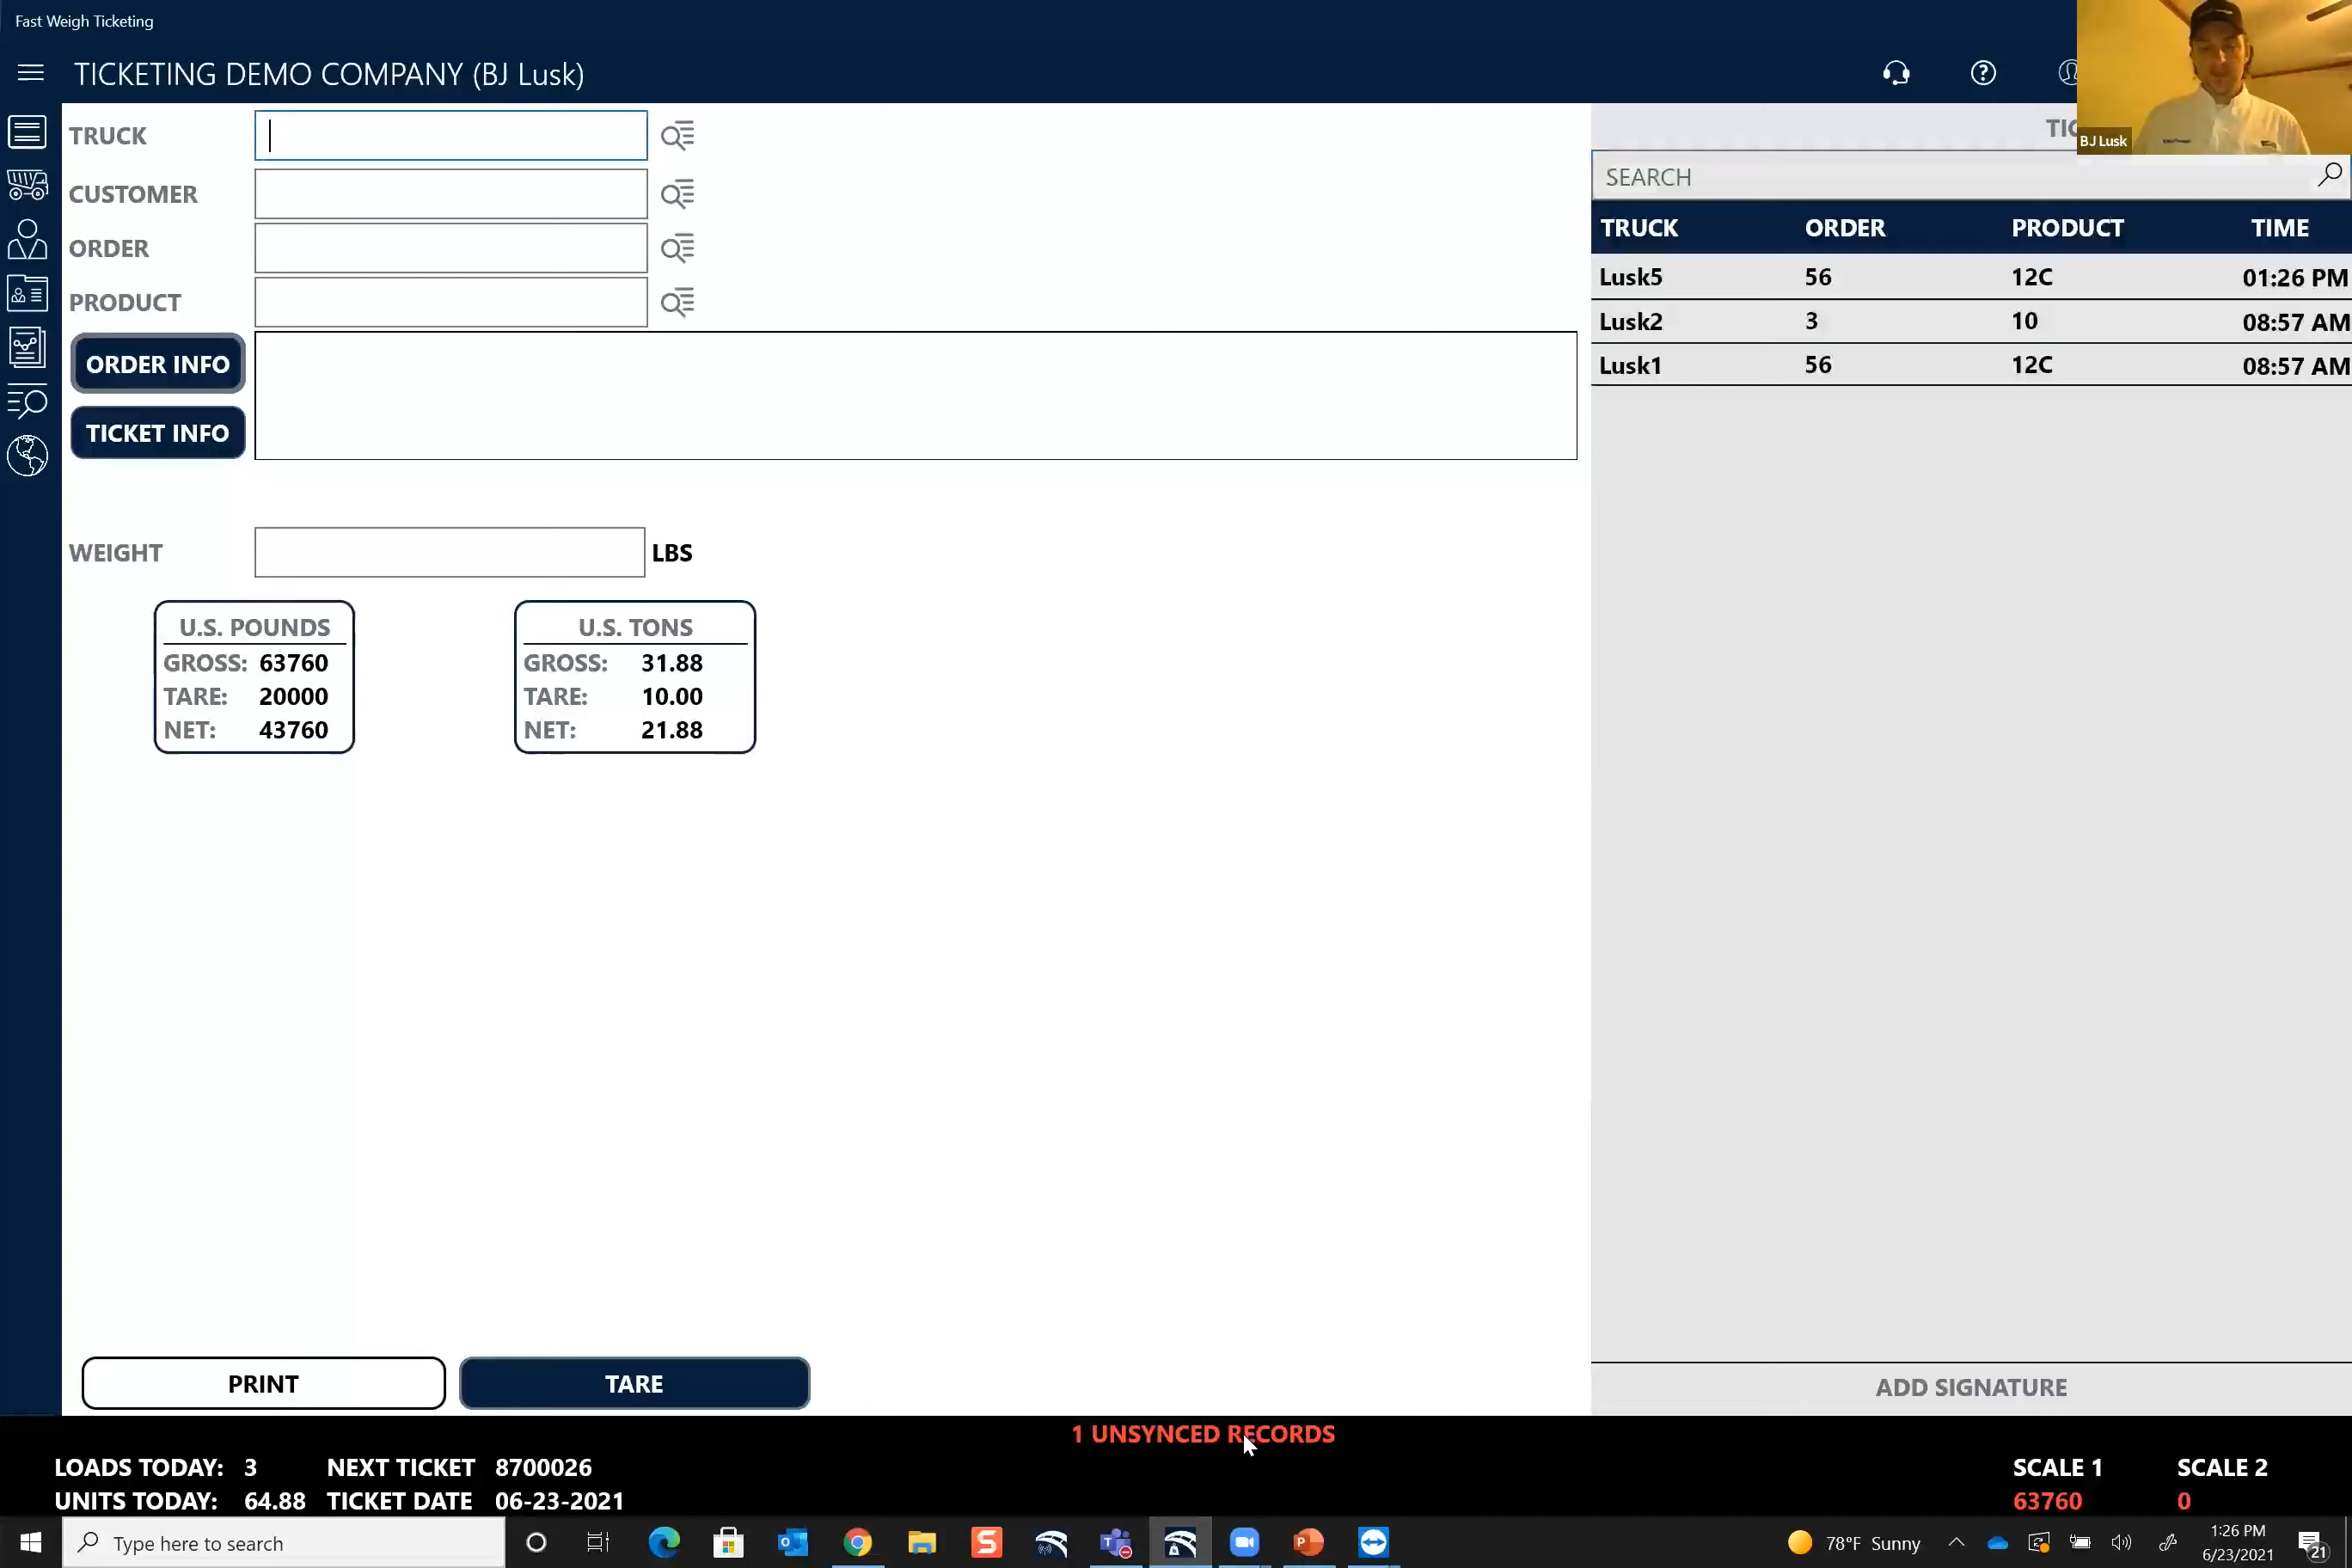 Fast Weigh Ticketing
TICKETING DEMO COMPANY (BJ Lusk)
BJ Lusk
TRUCK
CUSTOMER
ORDER
PRODUCT
ORDER INFO
TICKET INFO
WEIGHT
LBS
U.S. POUNDS
GROSS: 63760
TARE: 20000
NET: 43760
U.S. TONS
GROSS: 31.88
TARE: 10.00
NET: 21.88
PRINT
TARE
SEARCH
TRUCK ORDER PRODUCT TIME
Lusk5 56 12C 01:26 PM
Lusk2 3 10 08:57 AM
Lusk1 56 12C 08:57 AM
ADD SIGNATURE
1 UNSYNCED RECORDS
LOADS TODAY: 3 NEXT TICKET 8700026
UNITS TODAY: 64.88 TICKET DATE 06-23-2021
SCALE 1 SCALE 2
63760 0
Type here to search
78°F Sunny
1:26 PM
6/23/2021
21